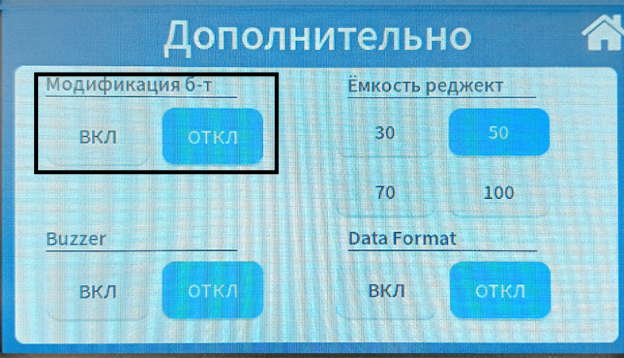 Дополнительно
Модификация б-т
ВКЛ ОТКЛ
Ёмкость реджект
30 50
70 100
Buzzer
ВКЛ ОТКЛ
Data Format
ВКЛ ОТКЛ